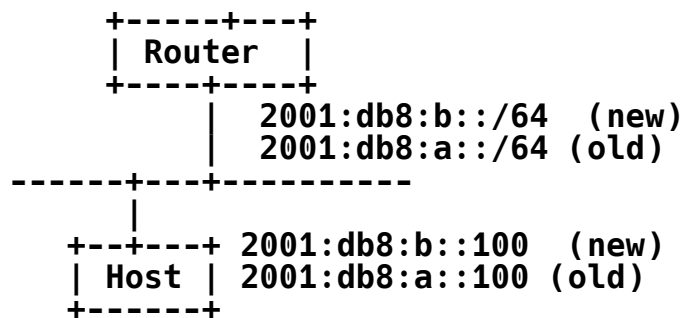 Router
2001:db8:b::/64 (new)
2001:db8:a::/64 (old)
2001:db8:b::100 (new)
Host 2001:db8:a::100 (old)